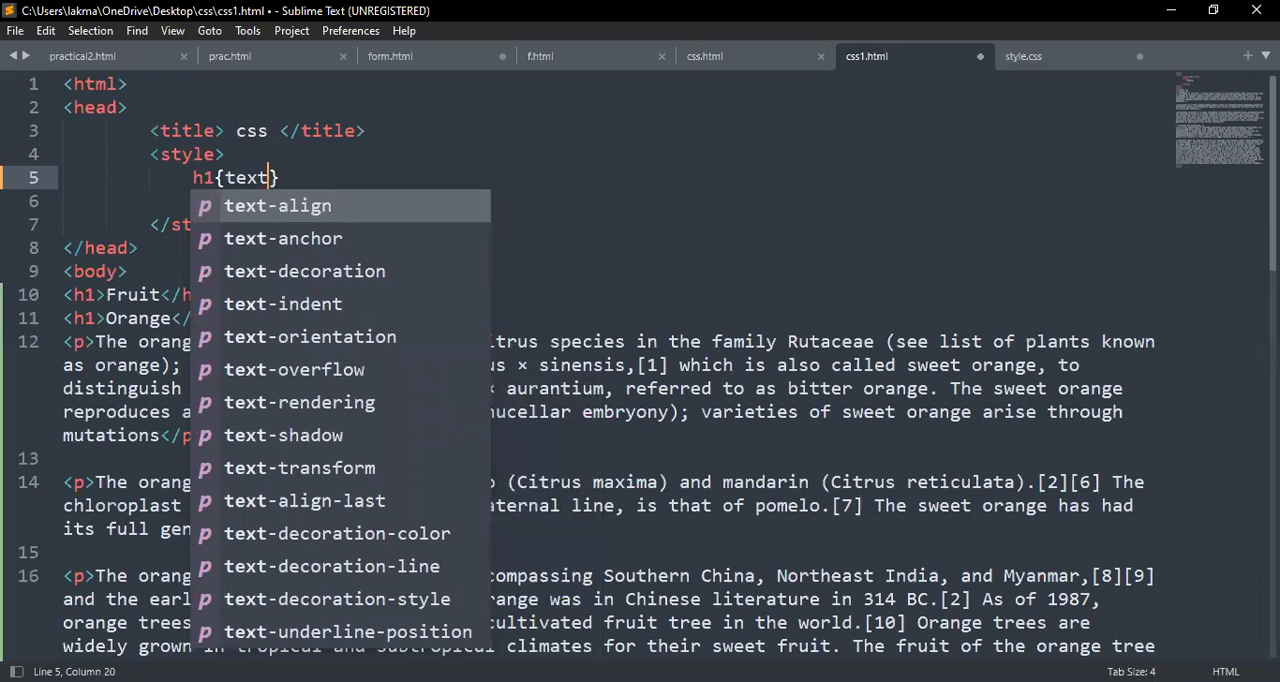 C:\Users\lakma\OneDrive\Desktop\css\css1.html • - Sublime Text (UNREGISTERED)
File Edit Selection Find View Goto Tools Project Preferences Help
practical2.html prac.html form.html f.html css.html css1.html style.css
1 <html>
2 <head>
3 <title> css </title>
4 <style>
5 h1{text}
6
7 </st
8 </head>
9 <body>
10 <h1>Fruit</h
11 <h1>Orange</
12 <p>The orang
itrus species in the family Rutaceae (see list of plants known
as orange);
us × sinensis,[1] which is also called sweet orange, to
distinguish
× aurantium, referred to as bitter orange. The sweet orange
reproduces a
nucellar embryony); varieties of sweet orange arise through
mutations</p
13
14 <p>The orang
o (Citrus maxima) and mandarin (Citrus reticulata).[2][6] The
chloroplast
aternal line, is that of pomelo.[7] The sweet orange has had
its full gen
15
16 <p>The orang
compassing Southern China, Northeast India, and Myanmar,[8][9]
and the earl
range was in Chinese literature in 314 BC.[2] As of 1987,
orange trees
cultivated fruit tree in the world.[10] Orange trees are
widely grown in tropical and subtropical climates for their sweet fruit. The fruit of the orange tree
p text-align
p text-anchor
p text-decoration
p text-indent
p text-orientation
p text-overflow
p text-rendering
p text-shadow
p text-transform
p text-align-last
p text-decoration-color
p text-decoration-line
p text-decoration-style
p text-underline-position
Line 5, Column 20 Tab Size: 4 HTML